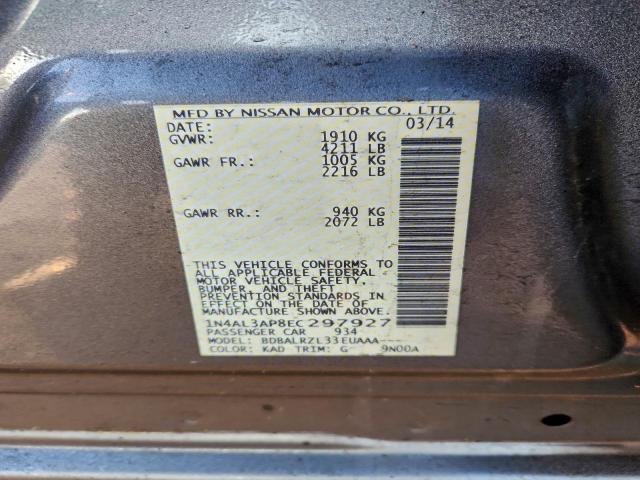 MFD BY NISSAN MOTOR CO., LTD.
DATE: 03/14
GVWR: 1910 KG
4211 LB
GAWR FR.: 1005 KG
2216 LB
GAWR RR.: 940 KG
2072 LB
THIS VEHICLE CONFORMS TO
ALL APPLICABLE FEDERAL
MOTOR VEHICLE SAFETY,
BUMPER, AND THEFT
PREVENTION STANDARDS IN
EFFECT ON THE DATE OF
MANUFACTURE SHOWN ABOVE.
1N4AL3AP8EC297927
PASSENGER CAR 934
MODEL: BDBALRZL33EUAAA---
COLOR: KAD TRIM: G 9N00A